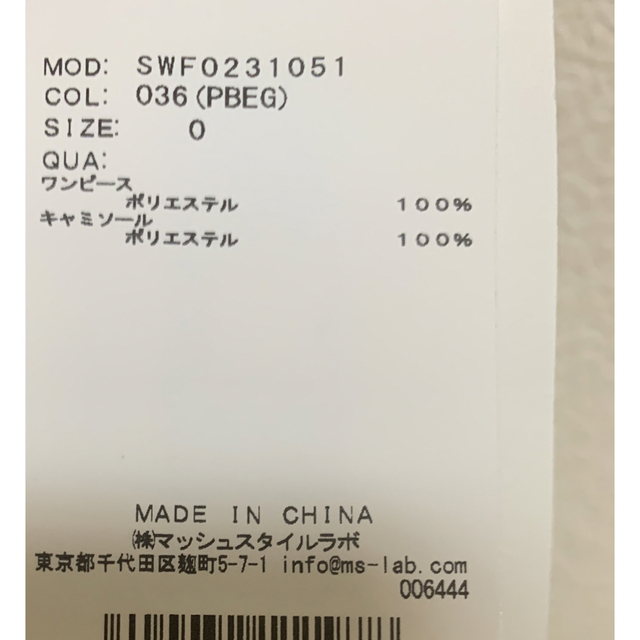 MOD: SWF0231051
COL: 036(PBEG)
SIZE: 0
QUA:
ワンピース
ポリエステル 100%
キャミソール
ポリエステル 100%
MADE IN CHINA
㈱マッシュスタイルラボ
東京都千代田区麹町5-7-1 info@ms-lab.com
006444